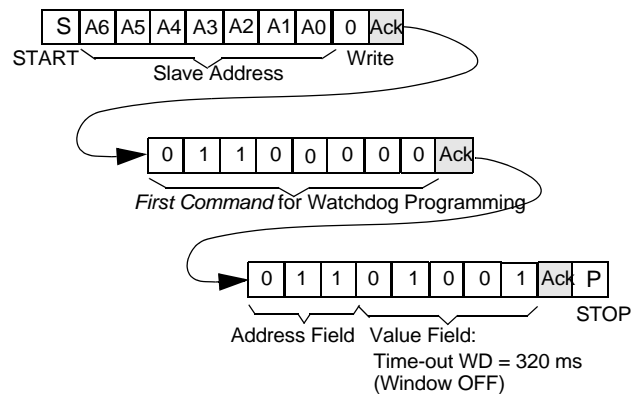 S A6 A5 A4 A3 A2 A1 A0 0 Ack
START Slave Address Write
0 1 1 0 0 0 0 0 Ack
First Command for Watchdog Programming
0 1 1 0 1 0 0 1 Ack P
STOP
Address Field Value Field:
Time-out WD = 320 ms
(Window OFF)